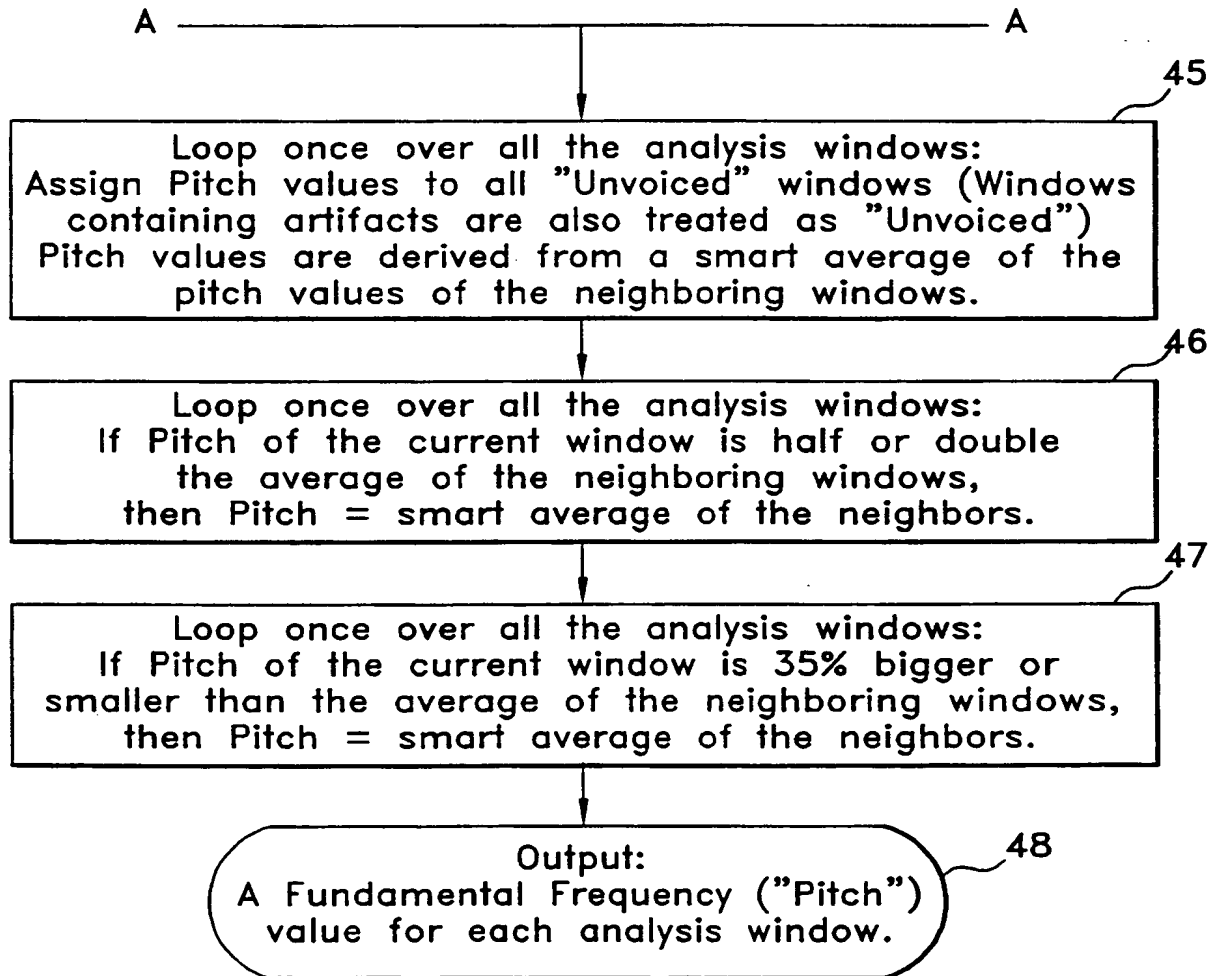 A A
45
Loop once over all the analysis windows:
Assign Pitch values to all "Unvoiced" windows (Windows
containing artifacts are also treated as "Unvoiced")
Pitch values are derived from a smart average of the
pitch values of the neighboring windows.
46
Loop once over all the analysis windows:
If Pitch of the current window is half or double
the average of the neighboring windows,
then Pitch = smart average of the neighbors.
47
Loop once over all the analysis windows:
If Pitch of the current window is 35% bigger or
smaller than the average of the neighboring windows,
then Pitch = smart average of the neighbors.
48
Output:
A Fundamental Frequency ("Pitch")
value for each analysis window.